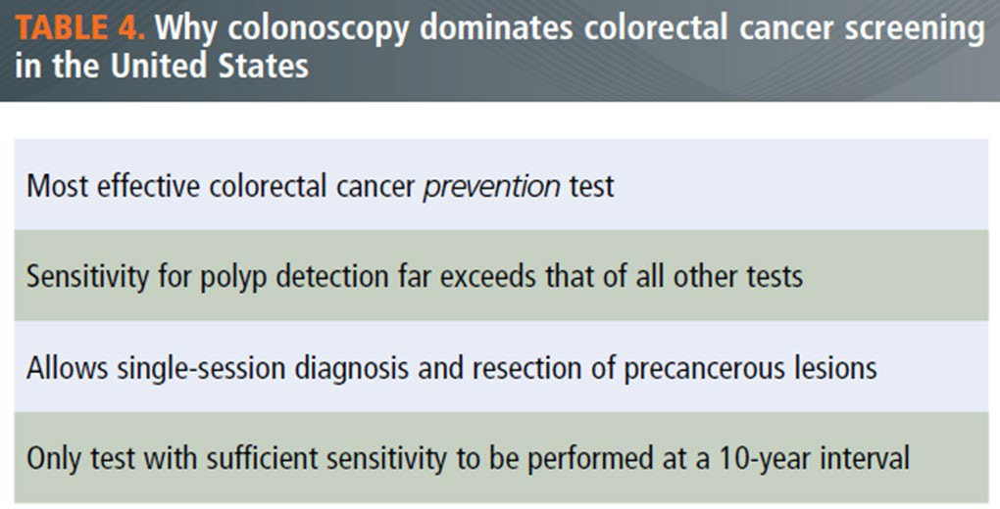 TABLE 4. Why colonoscopy dominates colorectal cancer screening
in the United States
Most effective colorectal cancer prevention test
Sensitivity for polyp detection far exceeds that of all other tests
Allows single-session diagnosis and resection of precancerous lesions
Only test with sufficient sensitivity to be performed at a 10-year interval